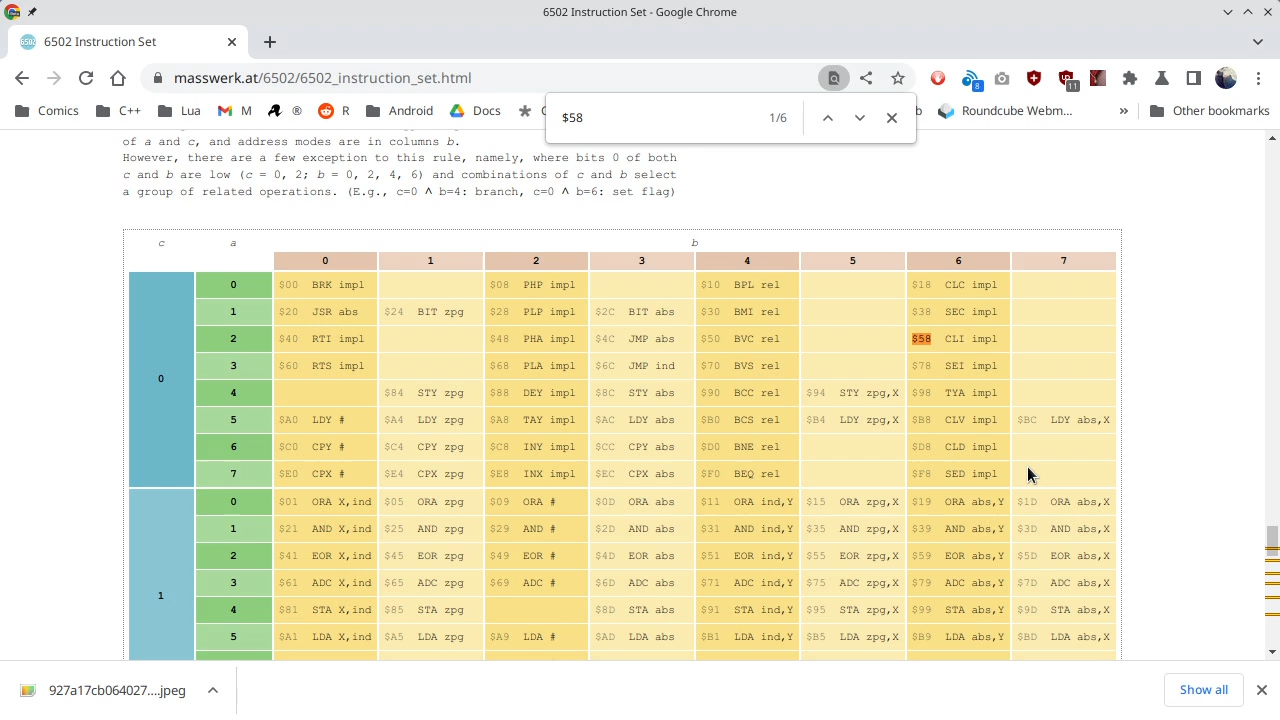 6502 Instruction Set - Google Chrome
6502 Instruction Set
masswerk.at/6502/6502_instruction_set.html
8
11
Comics C++ Lua M ® R Android Docs Roundcube Webm... » Other bookmarks
$58 1/6
of a and c, and address modes are in columns b.
However, there are a few exception to this rule, namely, where bits 0 of both
c and b are low (c = 0, 2; b = 0, 2, 4, 6) and combinations of c and b select
a group of related operations. (E.g., c=0 ∧ b=4: branch, c=0 ∧ b=6: set flag)
c a b
0 1 2 3 4 5 6 7
0
0 $00 BRK impl $08 PHP impl $10 BPL rel $18 CLC impl
1 $20 JSR abs $24 BIT zpg $28 PLP impl $2C BIT abs $30 BMI rel $38 SEC impl
2 $40 RTI impl $48 PHA impl $4C JMP abs $50 BVC rel $58 CLI impl
3 $60 RTS impl $68 PLA impl $6C JMP ind $70 BVS rel $78 SEI impl
4 $84 STY zpg $88 DEY impl $8C STY abs $90 BCC rel $94 STY zpg,X $98 TYA impl
5 $A0 LDY # $A4 LDY zpg $A8 TAY impl $AC LDY abs $B0 BCS rel $B4 LDY zpg,X $B8 CLV impl $BC LDY abs,X
6 $C0 CPY # $C4 CPY zpg $C8 INY impl $CC CPY abs $D0 BNE rel $D8 CLD impl
7 $E0 CPX # $E4 CPX zpg $E8 INX impl $EC CPX abs $F0 BEQ rel $F8 SED impl
1
0 $01 ORA X,ind $05 ORA zpg $09 ORA # $0D ORA abs $11 ORA ind,Y $15 ORA zpg,X $19 ORA abs,Y $1D ORA abs,X
1 $21 AND X,ind $25 AND zpg $29 AND # $2D AND abs $31 AND ind,Y $35 AND zpg,X $39 AND abs,Y $3D AND abs,X
2 $41 EOR X,ind $45 EOR zpg $49 EOR # $4D EOR abs $51 EOR ind,Y $55 EOR zpg,X $59 EOR abs,Y $5D EOR abs,X
3 $61 ADC X,ind $65 ADC zpg $69 ADC # $6D ADC abs $71 ADC ind,Y $75 ADC zpg,X $79 ADC abs,Y $7D ADC abs,X
4 $81 STA X,ind $85 STA zpg $8D STA abs $91 STA ind,Y $95 STA zpg,X $99 STA abs,Y $9D STA abs,X
5 $A1 LDA X,ind $A5 LDA zpg $A9 LDA # $AD LDA abs $B1 LDA ind,Y $B5 LDA zpg,X $B9 LDA abs,Y $BD LDA abs,X
927a17cb064027....jpeg
Show all